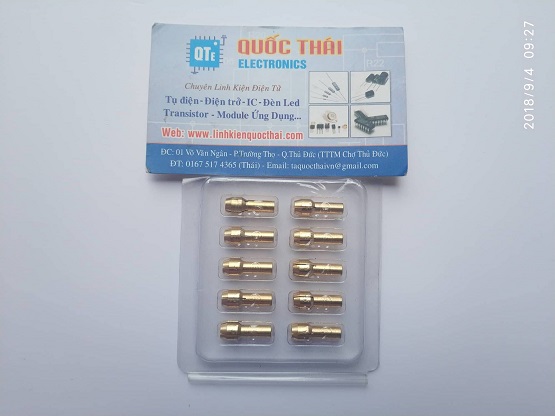 QTE
QUỐC THÁI
ELECTRONICS
Chuyên Linh Kiện Điện Tử
Tụ điện - Điện trở - IC - Đèn Led
Transistor - Module Ứng Dụng...
Web: www.linhkienquocthai.com
ĐC: 01 Võ Văn Ngân - P.Trường Thọ - Q.Thủ Đức (TTTM Chợ Thủ Đức)
ĐT: 0167 517 4365 (Thái) - Email: taquocthaivn@gmail.com
2018/9/4 09:27